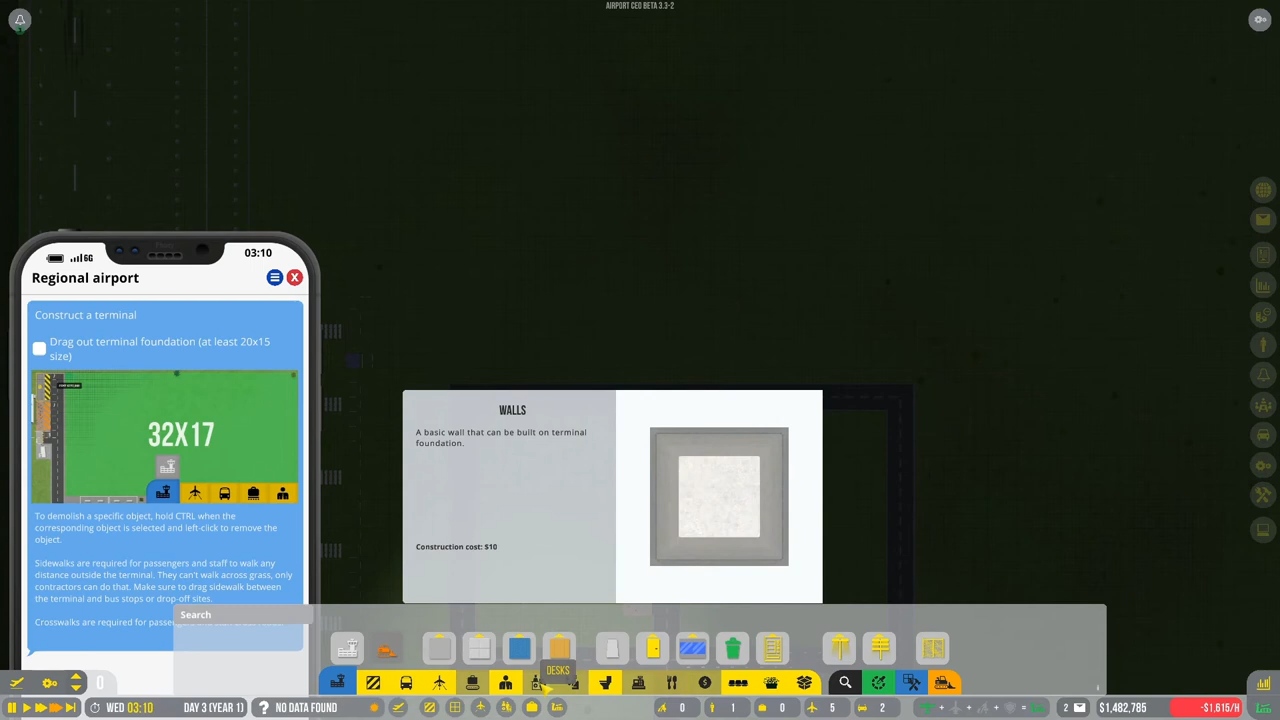 AIRPORT CEO BETA 3.3-2
6G
03:10
Regional airport
Construct a terminal
Drag out terminal foundation (at least 20x15
size)
32X17
To demolish a specific object, hold CTRL when the
corresponding object is selected and left-click to remove the
object.
Sidewalks are required for passengers and staff to walk any
distance outside the terminal. They can't walk across grass, only
contractors can do that. Make sure to drag sidewalk between
the terminal and bus stops or drop-off sites.
Crosswalks are required for
WALLS
A basic wall that can be built on terminal
foundation.
Construction cost: $10
Search
DESKS
0
WED 03:10
DAY 3 (YEAR 1)
? NO DATA FOUND
0
1
0
5
2
2
$1,482,785
-$1,615/H